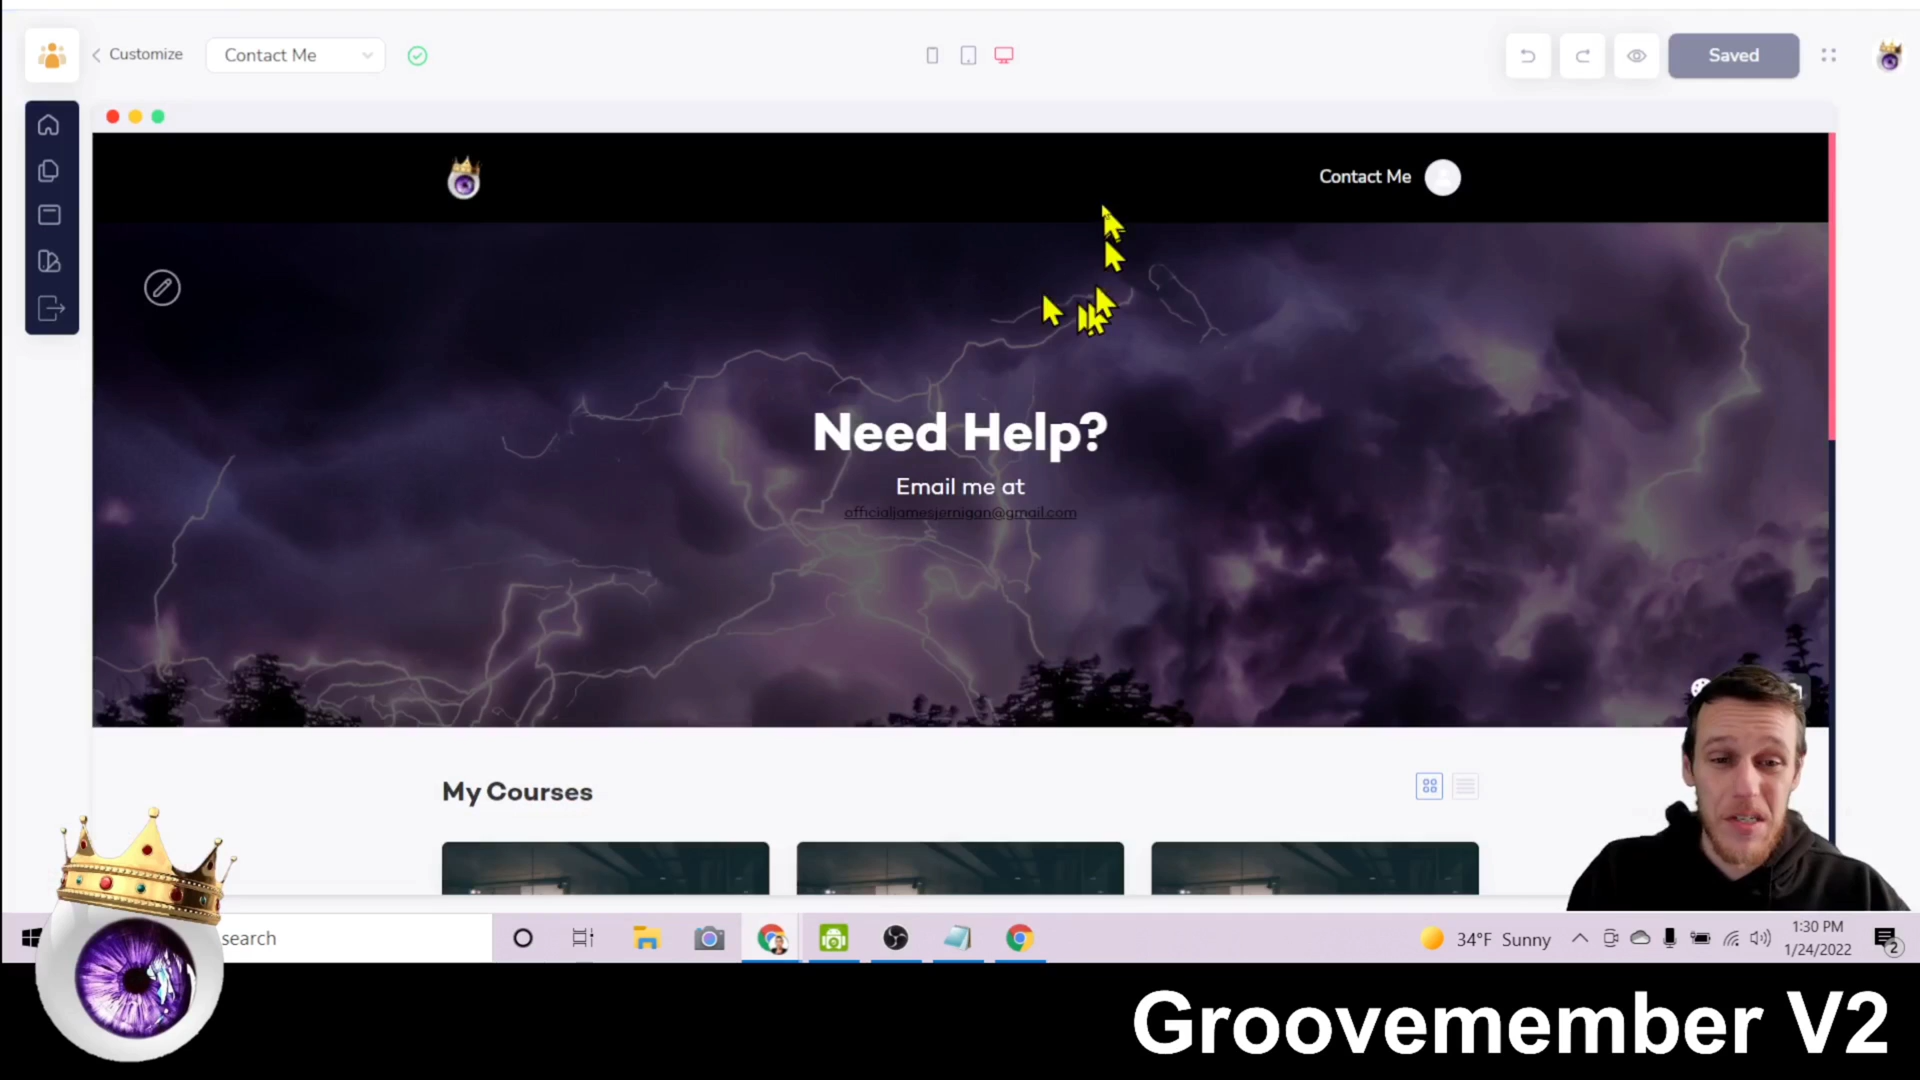 Customize
Contact Me
Saved
Contact Me
Need Help?
Email me at
officialjamesjernigan@gmail.com
My Courses
search
34°F Sunny
1:30 PM
1/24/2022
2
Groovemember V2